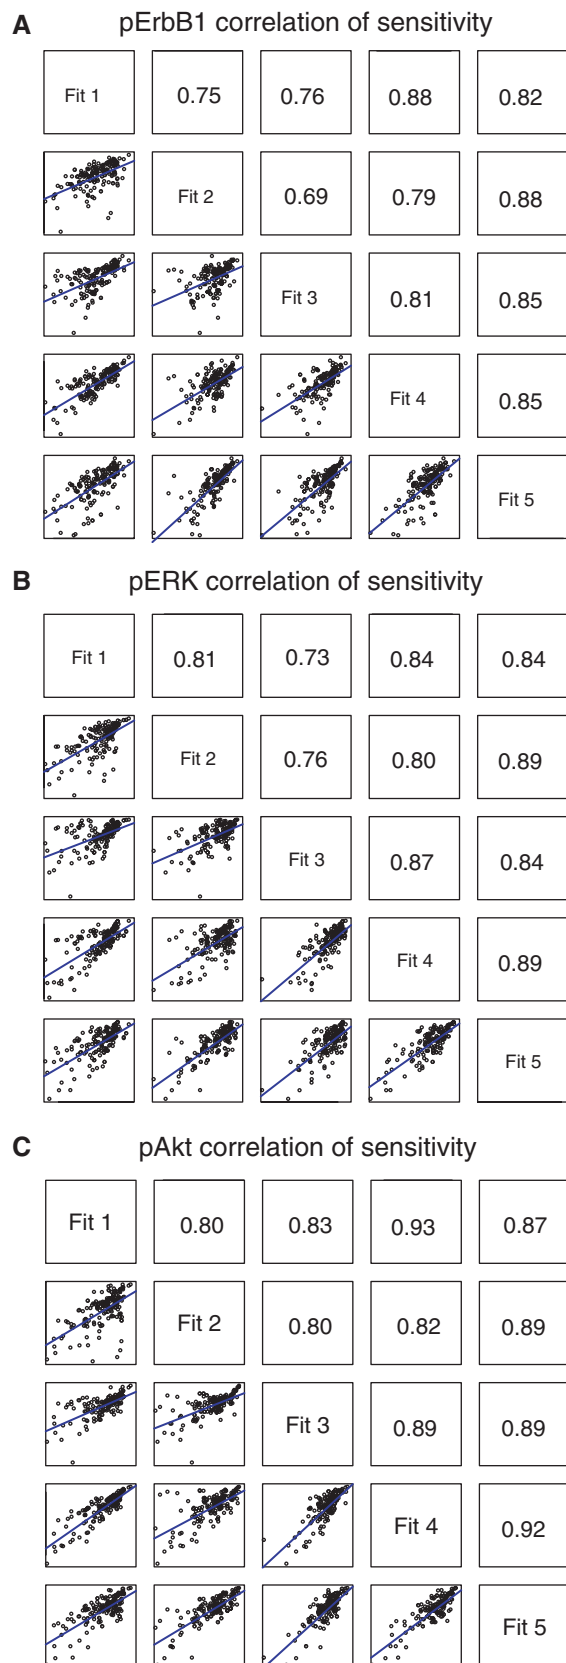 A pErbB1 correlation of sensitivity
Fit 1 0.75 0.76 0.88 0.82
Fit 2 0.69 0.79 0.88
Fit 3 0.81 0.85
Fit 4 0.85
Fit 5
B pERK correlation of sensitivity
Fit 1 0.81 0.73 0.84 0.84
Fit 2 0.76 0.80 0.89
Fit 3 0.87 0.84
Fit 4 0.89
Fit 5
C pAkt correlation of sensitivity
Fit 1 0.80 0.83 0.93 0.87
Fit 2 0.80 0.82 0.89
Fit 3 0.89 0.89
Fit 4 0.92
Fit 5